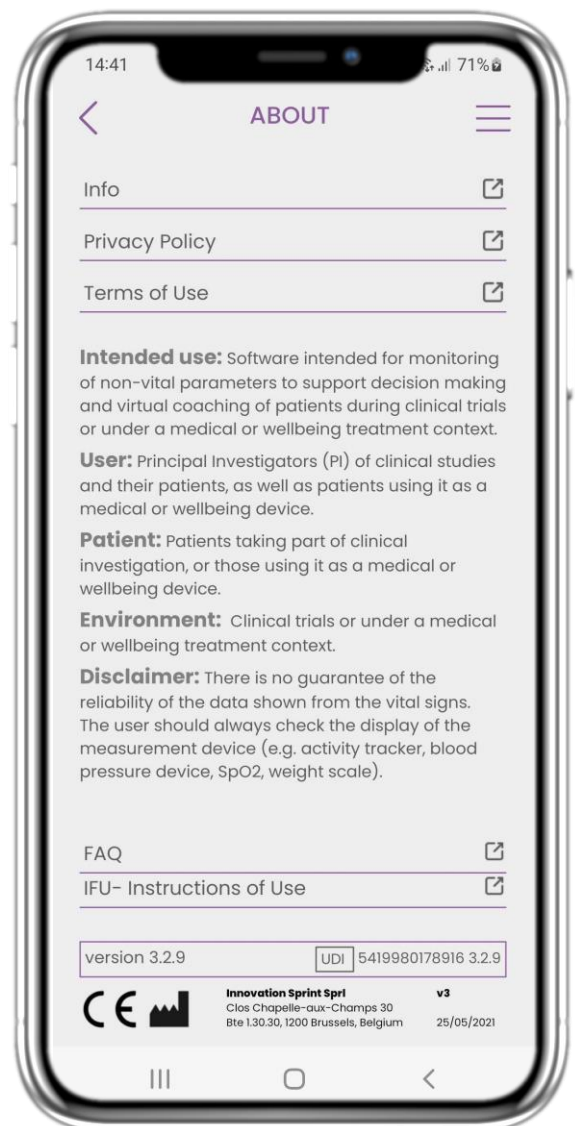 14:41
71%
ABOUT
Info
Privacy Policy
Terms of Use
Intended use: Software intended for monitoring
of non-vital parameters to support decision making
and virtual coaching of patients during clinical trials
or under a medical or wellbeing treatment context.
User: Principal Investigators (PI) of clinical studies
and their patients, as well as patients using it as a
medical or wellbeing device.
Patient: Patients taking part of clinical
investigation, or those using it as a medical or
wellbeing device.
Environment: Clinical trials or under a medical
or wellbeing treatment context.
Disclaimer: There is no guarantee of the
reliability of the data shown from the vital signs.
The user should always check the display of the
measurement device (e.g. activity tracker, blood
pressure device, SpO2, weight scale).
FAQ
IFU- Instructions of Use
version 3.2.9 UDI 5419980178916 3.2.9
CE Innovation Sprint Sprl v3
Clos Chapelle-aux-Champs 30
Bte 1.30.30, 1200 Brussels, Belgium 25/05/2021